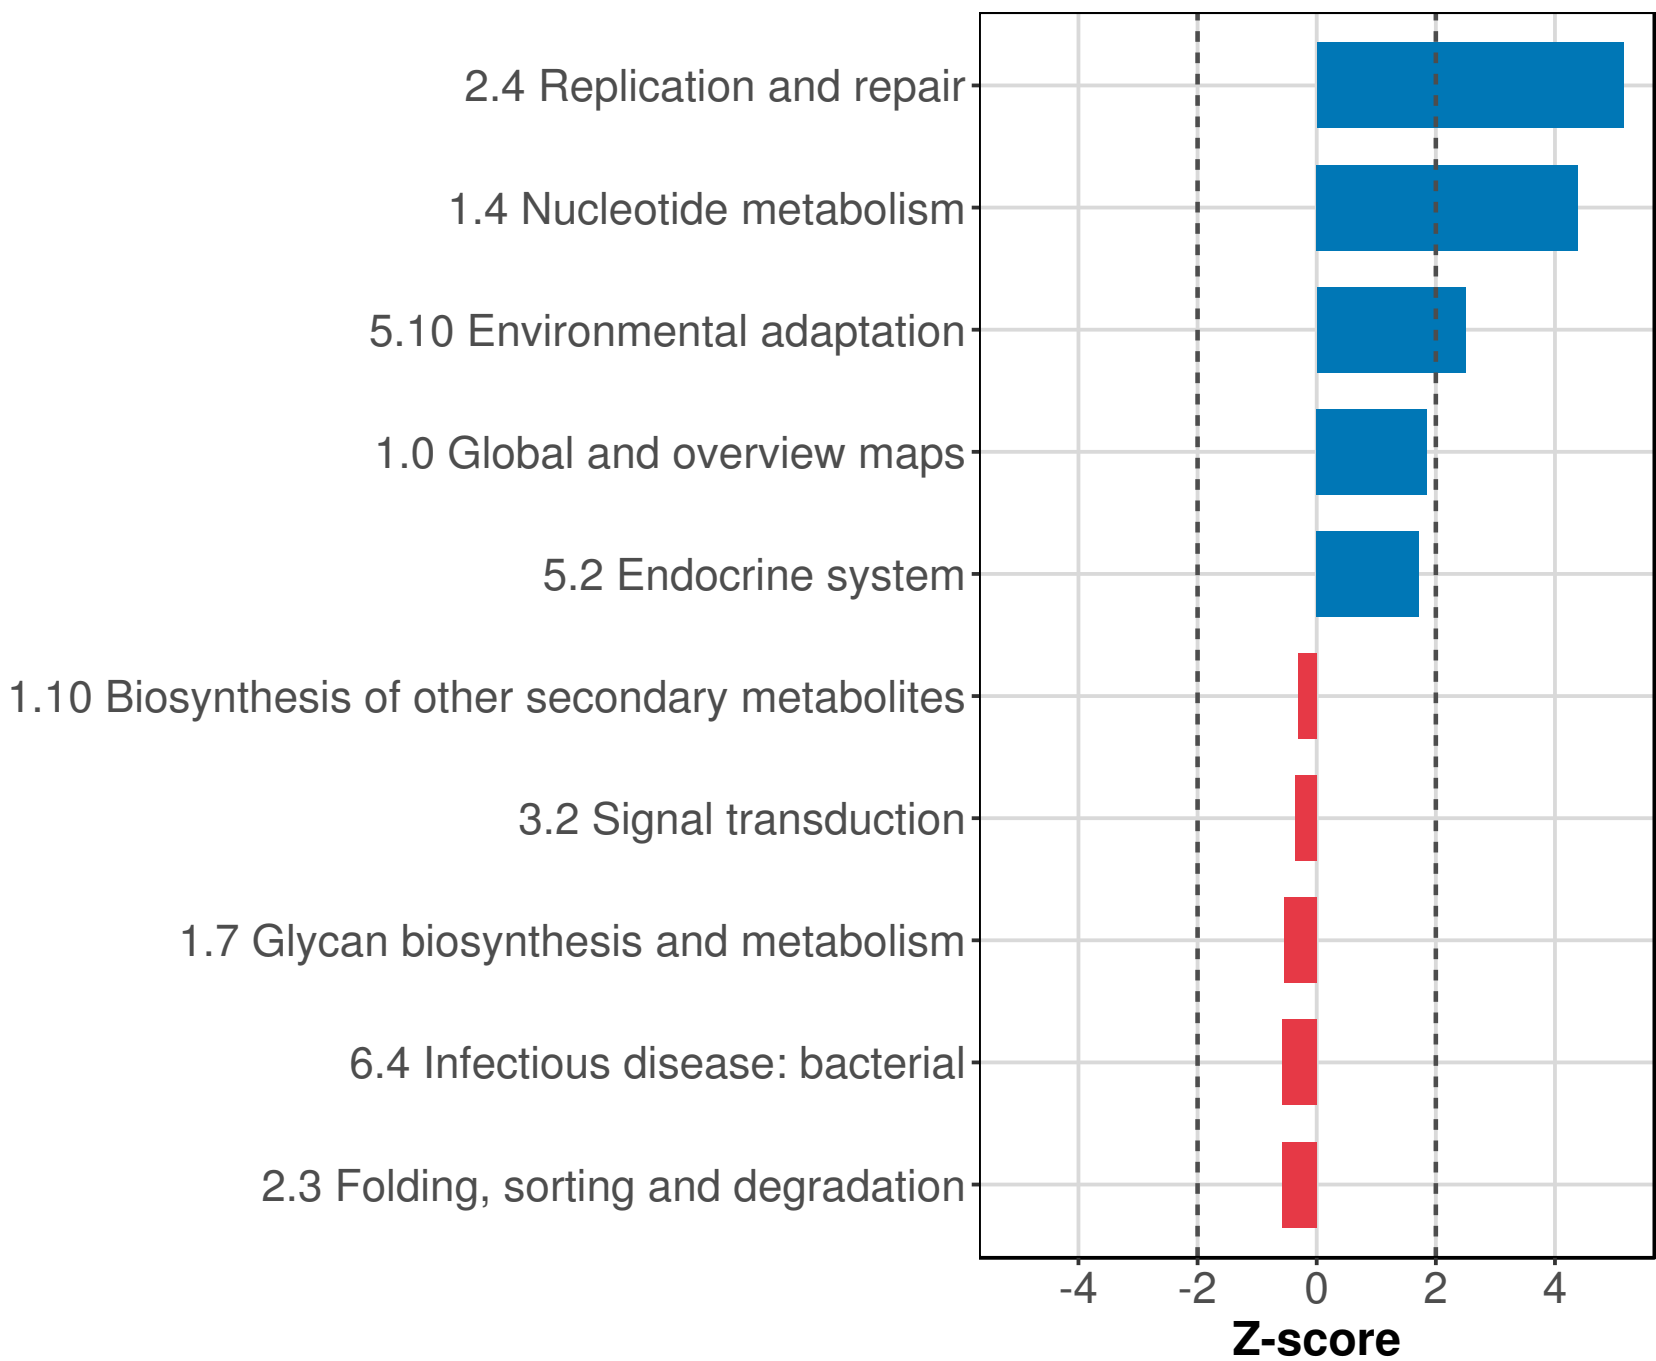 2.4 Replication and repair
1.4 Nucleotide metabolism
5.10 Environmental adaptation
1.0 Global and overview maps
5.2 Endocrine system
1.10 Biosynthesis of other secondary metabolites
3.2 Signal transduction
1.7 Glycan biosynthesis and metabolism
6.4 Infectious disease: bacterial
2.3 Folding, sorting and degradation
-4 -2 0 2 4
Z-score